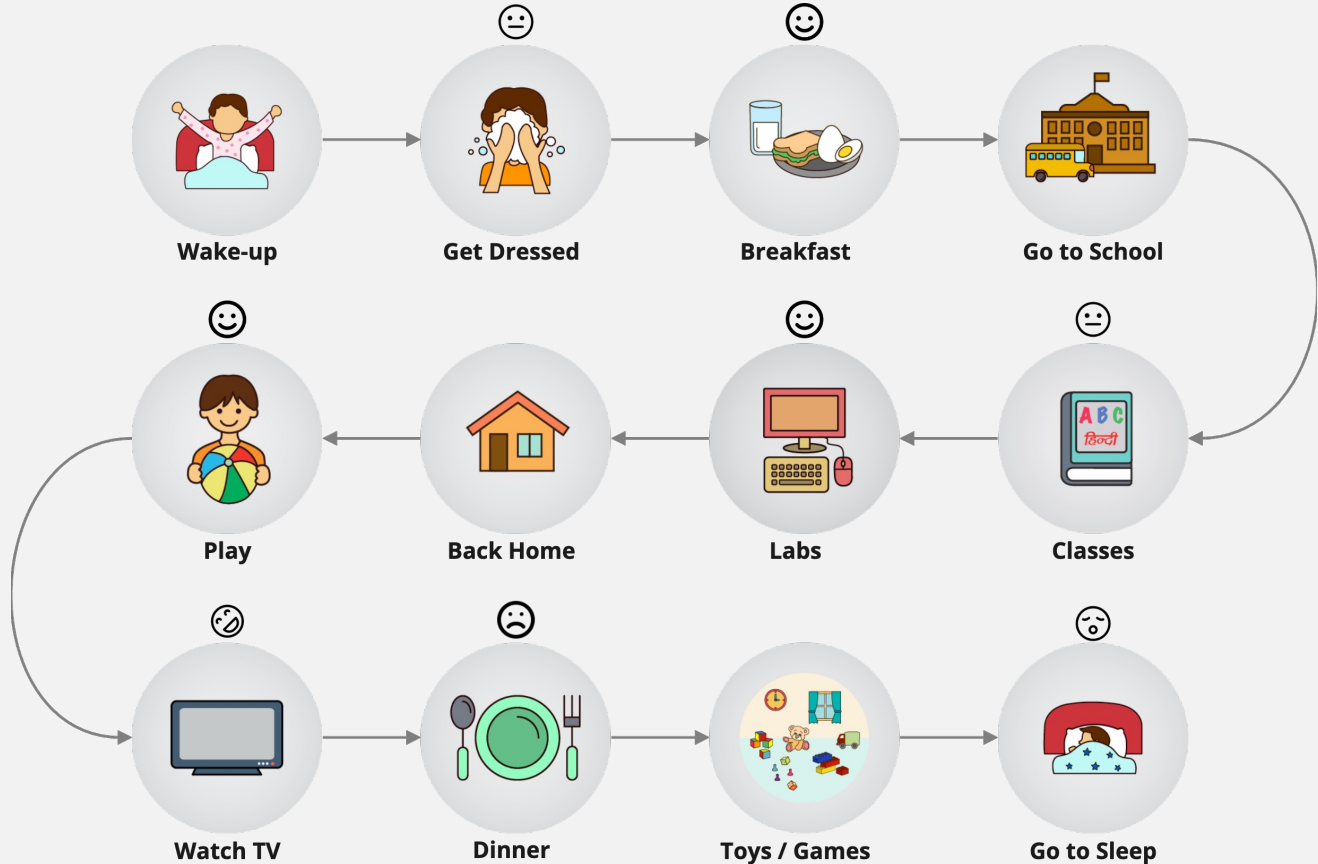 Wake-up
Get Dressed
Breakfast
Go to School
A B C
हिन्दी
Classes
Labs
Back Home
Play
Watch TV
Dinner
Toys / Games
Go to Sleep